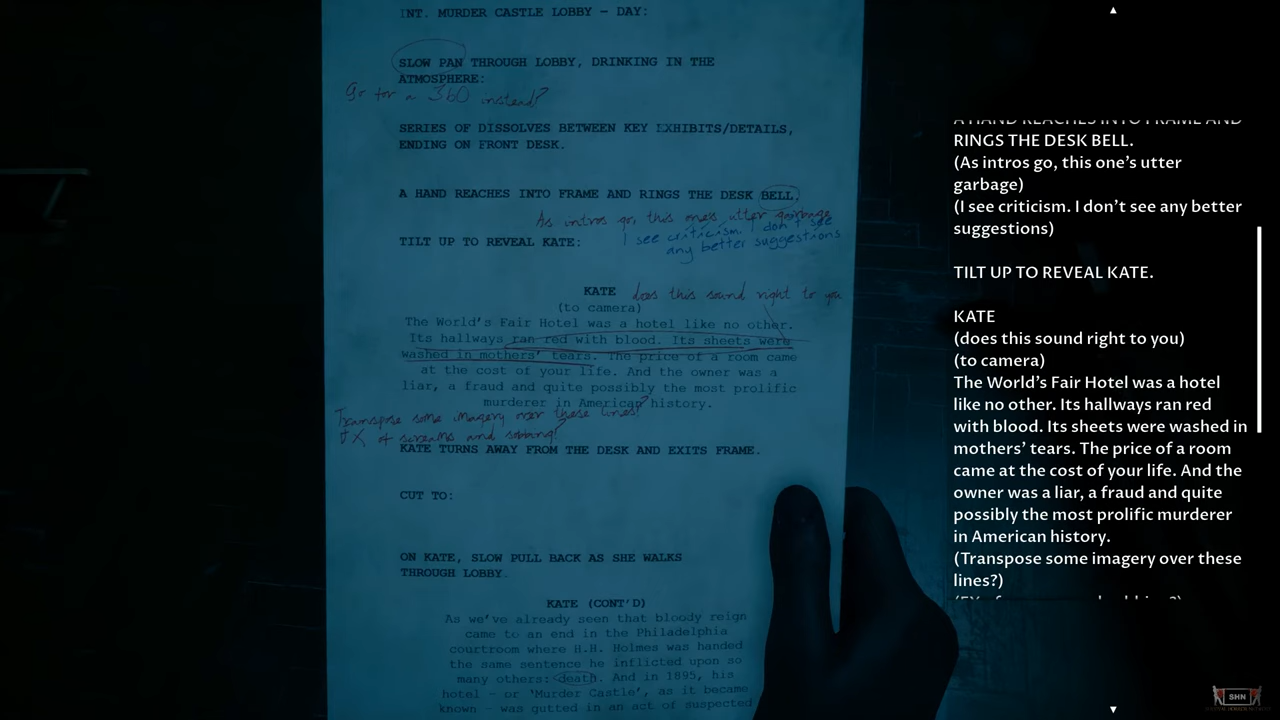 INT. MURDER CASTLE LOBBY – DAY:
SLOW PAN THROUGH LOBBY, DRINKING IN THE
ATMOSPHERE:
Go for a 360 instead?
SERIES OF DISSOLVES BETWEEN KEY EXHIBITS/DETAILS,
ENDING ON FRONT DESK.
A HAND REACHES INTO FRAME AND RINGS THE DESK BELL.
As intros go, this one's utter garbage
I see criticism. I don't see
any better suggestions
TILT UP TO REVEAL KATE:
KATE does this sound right to you
(to camera)
The World's Fair Hotel was a hotel like no other.
Its hallways ran red with blood. Its sheets were
washed in mothers' tears. The price of a room came
at the cost of your life. And the owner was a
liar, a fraud and quite possibly the most prolific
murderer in American history.
Transpose some imagery over these lines?
FX of screams and sobbing?
KATE TURNS AWAY FROM THE DESK AND EXITS FRAME.
CUT TO:
ON KATE, SLOW PULL BACK AS SHE WALKS
THROUGH LOBBY.
KATE (CONT'D)
As we've already seen that bloody reign
came to an end in the Philadelphia
courtroom where H.H. Holmes was handed
the same sentence he inflicted upon so
many others: death. And in 1895, his
hotel – or 'Murder Castle', as it became
known – was gutted in an act of suspected
A HAND REACHES INTO FRAME AND
RINGS THE DESK BELL.
(As intros go, this one's utter
garbage)
(I see criticism. I don't see any better
suggestions)
TILT UP TO REVEAL KATE.
KATE
(does this sound right to you)
(to camera)
The World's Fair Hotel was a hotel
like no other. Its hallways ran red
with blood. Its sheets were washed in
mothers' tears. The price of a room
came at the cost of your life. And the
owner was a liar, a fraud and quite
possibly the most prolific murderer
in American history.
(Transpose some imagery over these
lines?)
SHN